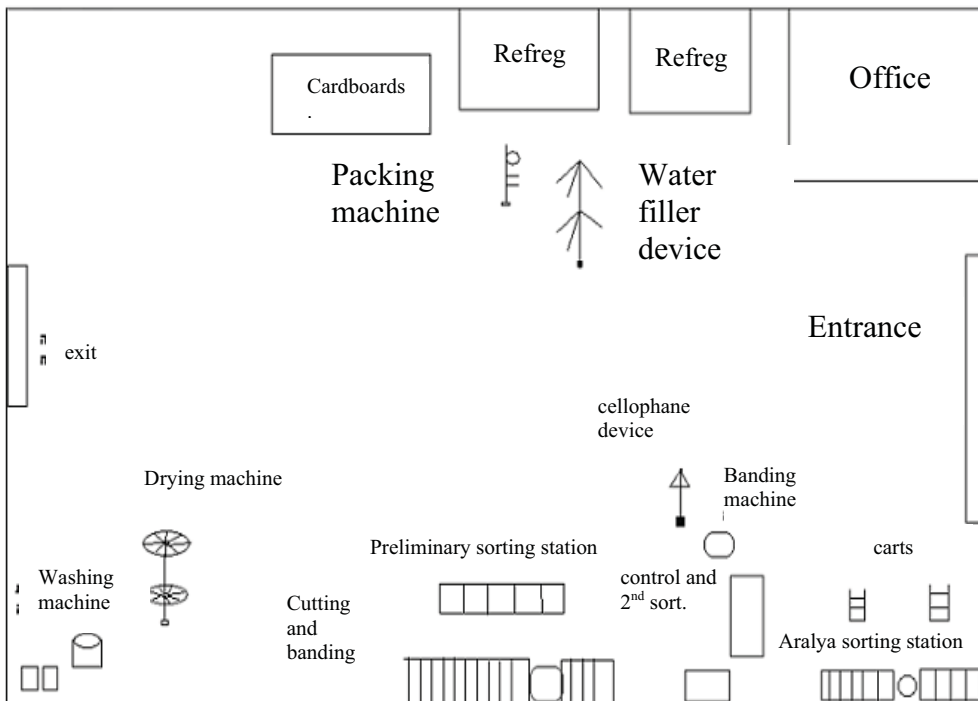 Refreg
Refreg
Office
Cardboards
.
Packing
machine
Water
filler
device
Entrance
exit
cellophane
device
Drying machine
Banding
machine
Preliminary sorting station
carts
Washing
machine
control and
2nd sort.
Cutting
and
banding
Aralya sorting station